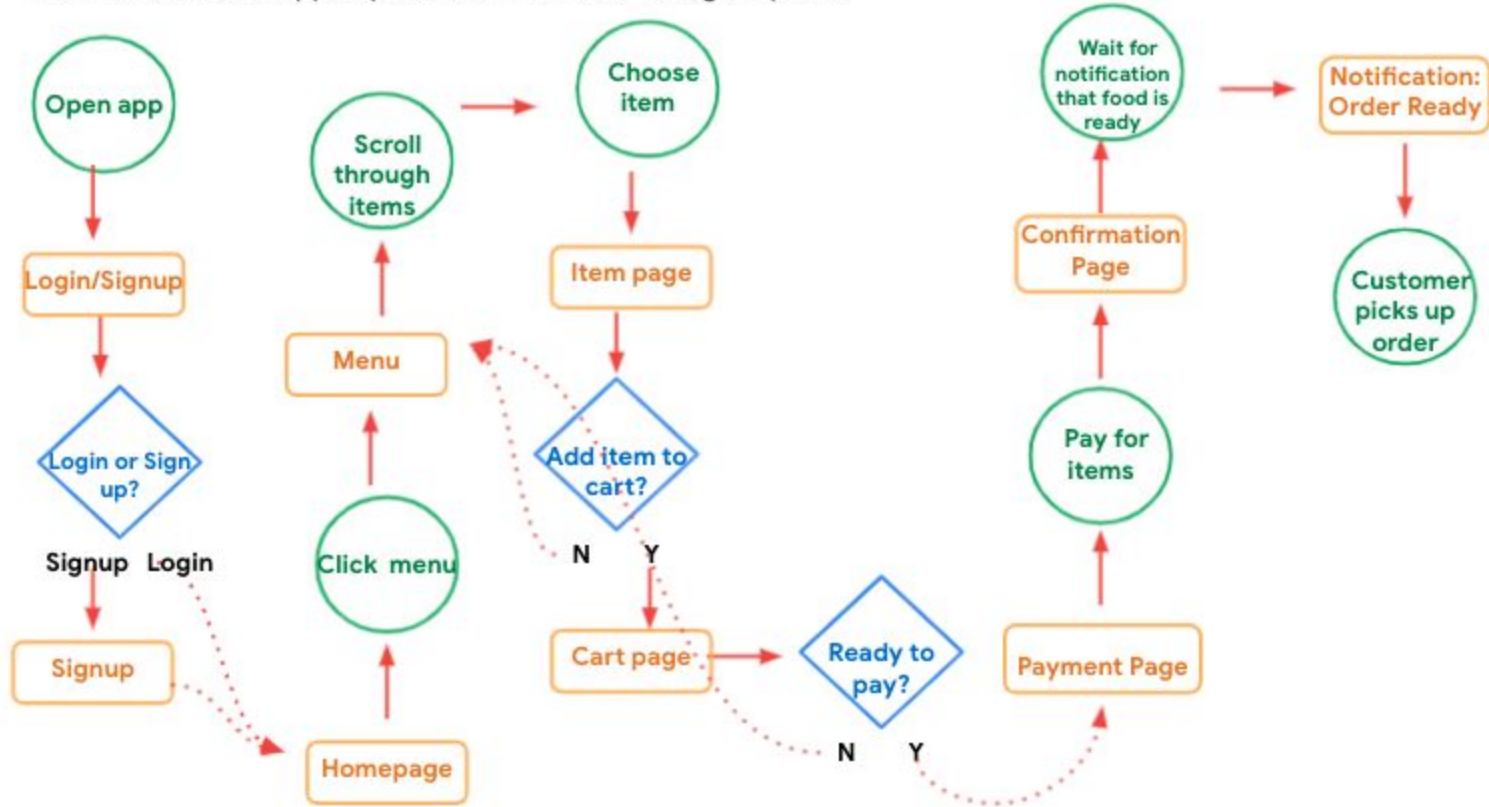 Open app
Login/Signup
Login or Sign
up?
Signup Login
Signup
Homepage
Click menu
Menu
Scroll
through
items
Choose
item
Item page
Add item to
cart?
N Y
Cart page
Ready to
pay?
N Y
Payment Page
Pay for
items
Confirmation
Page
Wait for
notification
that food is
ready
Notification:
Order Ready
Customer
picks up
order